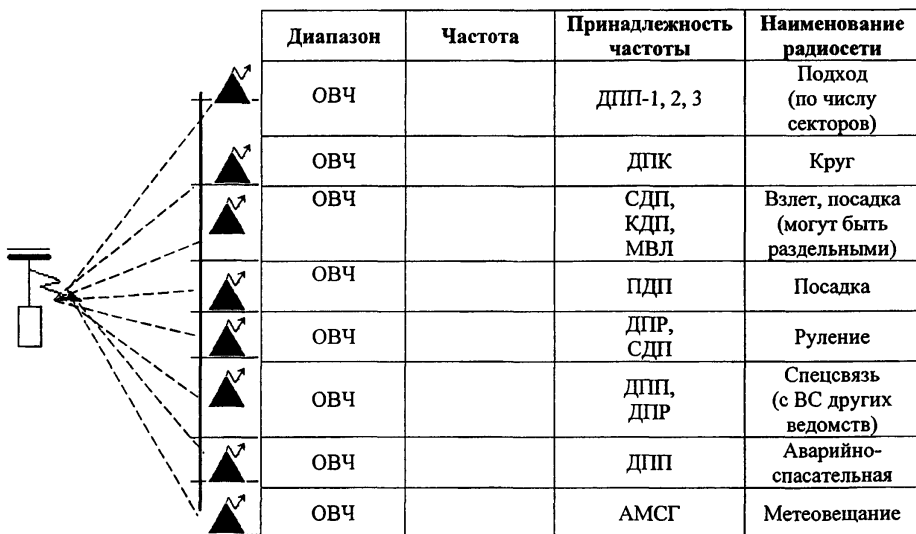 Диапазон Частота Принадлежность частоты Наименование радиосети
ОВЧ ДПП-1, 2, 3 Подход
(по числу
секторов)
ОВЧ ДПК Круг
ОВЧ СДП,
КДП,
МВЛ
Взлет, посадка
(могут быть
раздельными)
ОВЧ ПДП Посадка
ОВЧ ДПР,
СДП
Руление
ОВЧ ДПП,
ДПР
Спецсвязь
(с ВС других
ведомств)
ОВЧ ДПП Аварийно-
спасательная
ОВЧ АМСГ Метеовещание